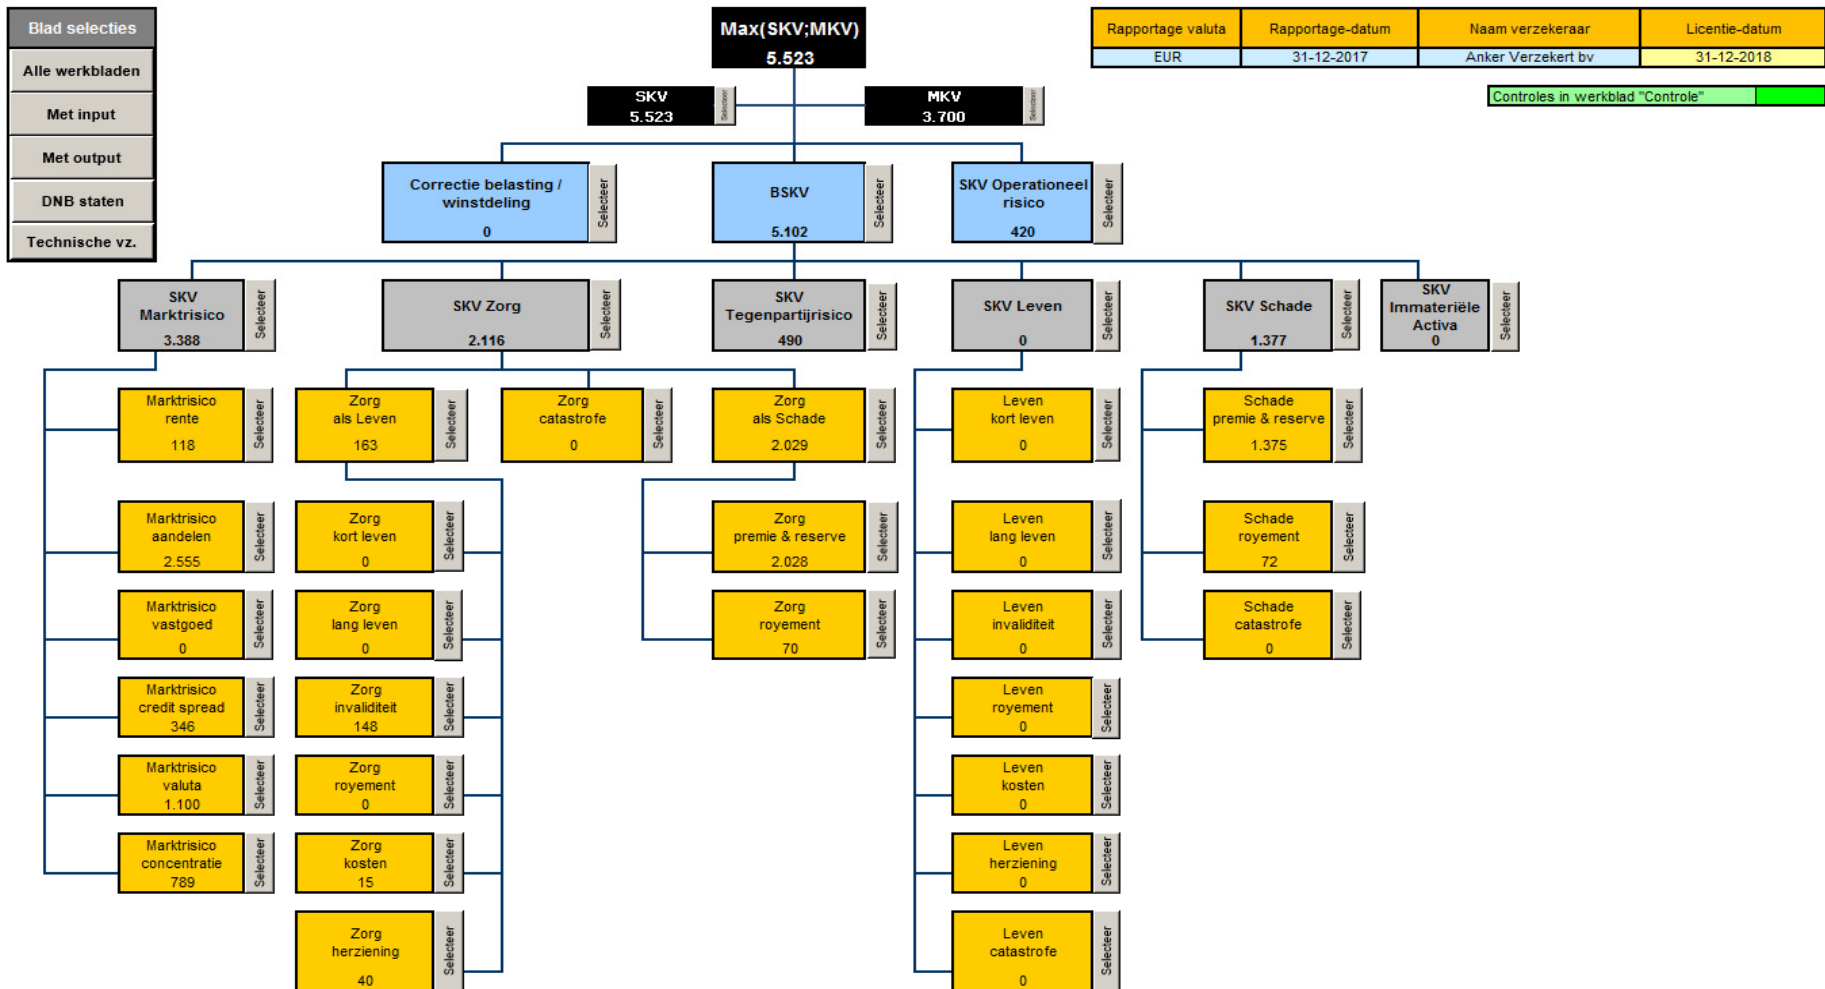 Blad selecties
Alle werkbladen
Met input
Met output
DNB staten
Technische vz.
Max(SKV;MKV)
5.523
Rapportage valuta Rapportage-datum Naam verzekeraar Licentie-datum
EUR 31-12-2017 Anker Verzekert bv 31-12-2018
Controles in werkblad "Controle"
SKV
5.523
Selecteer
MKV
3.700
Selecteer
Correctie belasting /
winstdeling
0
Selecteer
BSKV
5.102
Selecteer
SKV Operationeel
risico
420
Selecteer
SKV
Marktrisico
3.388
Selecteer
SKV Zorg
2.116
Selecteer
SKV
Tegenpartijrisico
490
Selecteer
SKV Leven
0
Selecteer
SKV Schade
1.377
Selecteer
SKV
Immateriële
Activa
0
Selecteer
Marktrisico
rente
118
Selecteer
Zorg
als Leven
163
Selecteer
Zorg
catastrofe
0
Selecteer
Zorg
als Schade
2.029
Selecteer
Leven
kort leven
0
Selecteer
Schade
premie & reserve
1.375
Selecteer
Marktrisico
aandelen
2.555
Selecteer
Zorg
kort leven
0
Selecteer
Zorg
premie & reserve
2.028
Selecteer
Leven
lang leven
0
Selecteer
Schade
royement
72
Selecteer
Marktrisico
vastgoed
0
Selecteer
Zorg
lang leven
0
Selecteer
Zorg
royement
70
Selecteer
Leven
invaliditeit
0
Selecteer
Schade
catastrofe
0
Selecteer
Marktrisico
credit spread
346
Selecteer
Zorg
invaliditeit
148
Selecteer
Leven
royement
0
Selecteer
Marktrisico
valuta
1.100
Selecteer
Zorg
royement
0
Selecteer
Leven
kosten
0
Selecteer
Marktrisico
concentratie
789
Selecteer
Zorg
kosten
15
Selecteer
Leven
herziening
0
Selecteer
Zorg
herziening
40
Selecteer
Leven
catastrofe
0
Selecteer